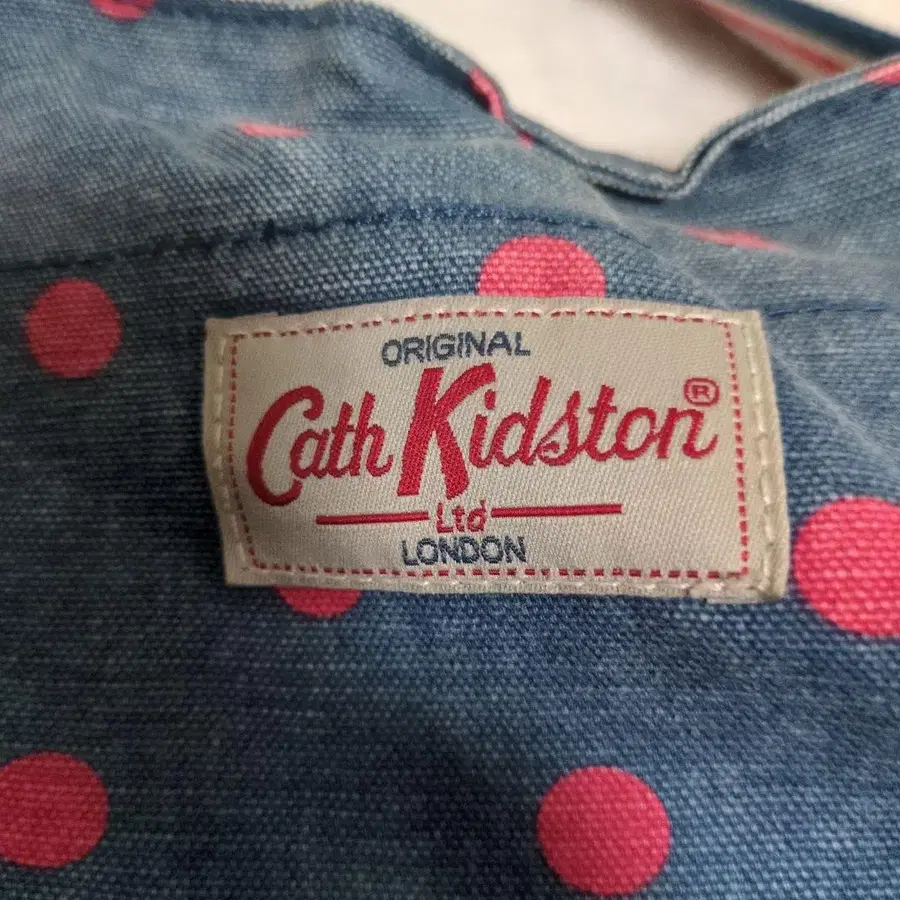 ORIGINAL
Cath Kidston®
Ltd
LONDON